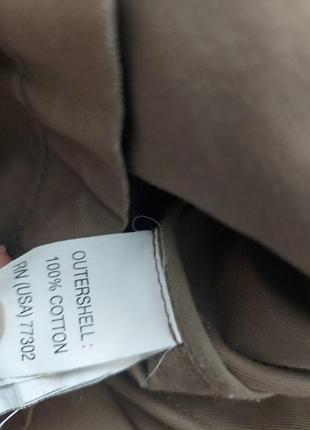 OUTERSHELL :
100% COTTON
RN (USA) 77302